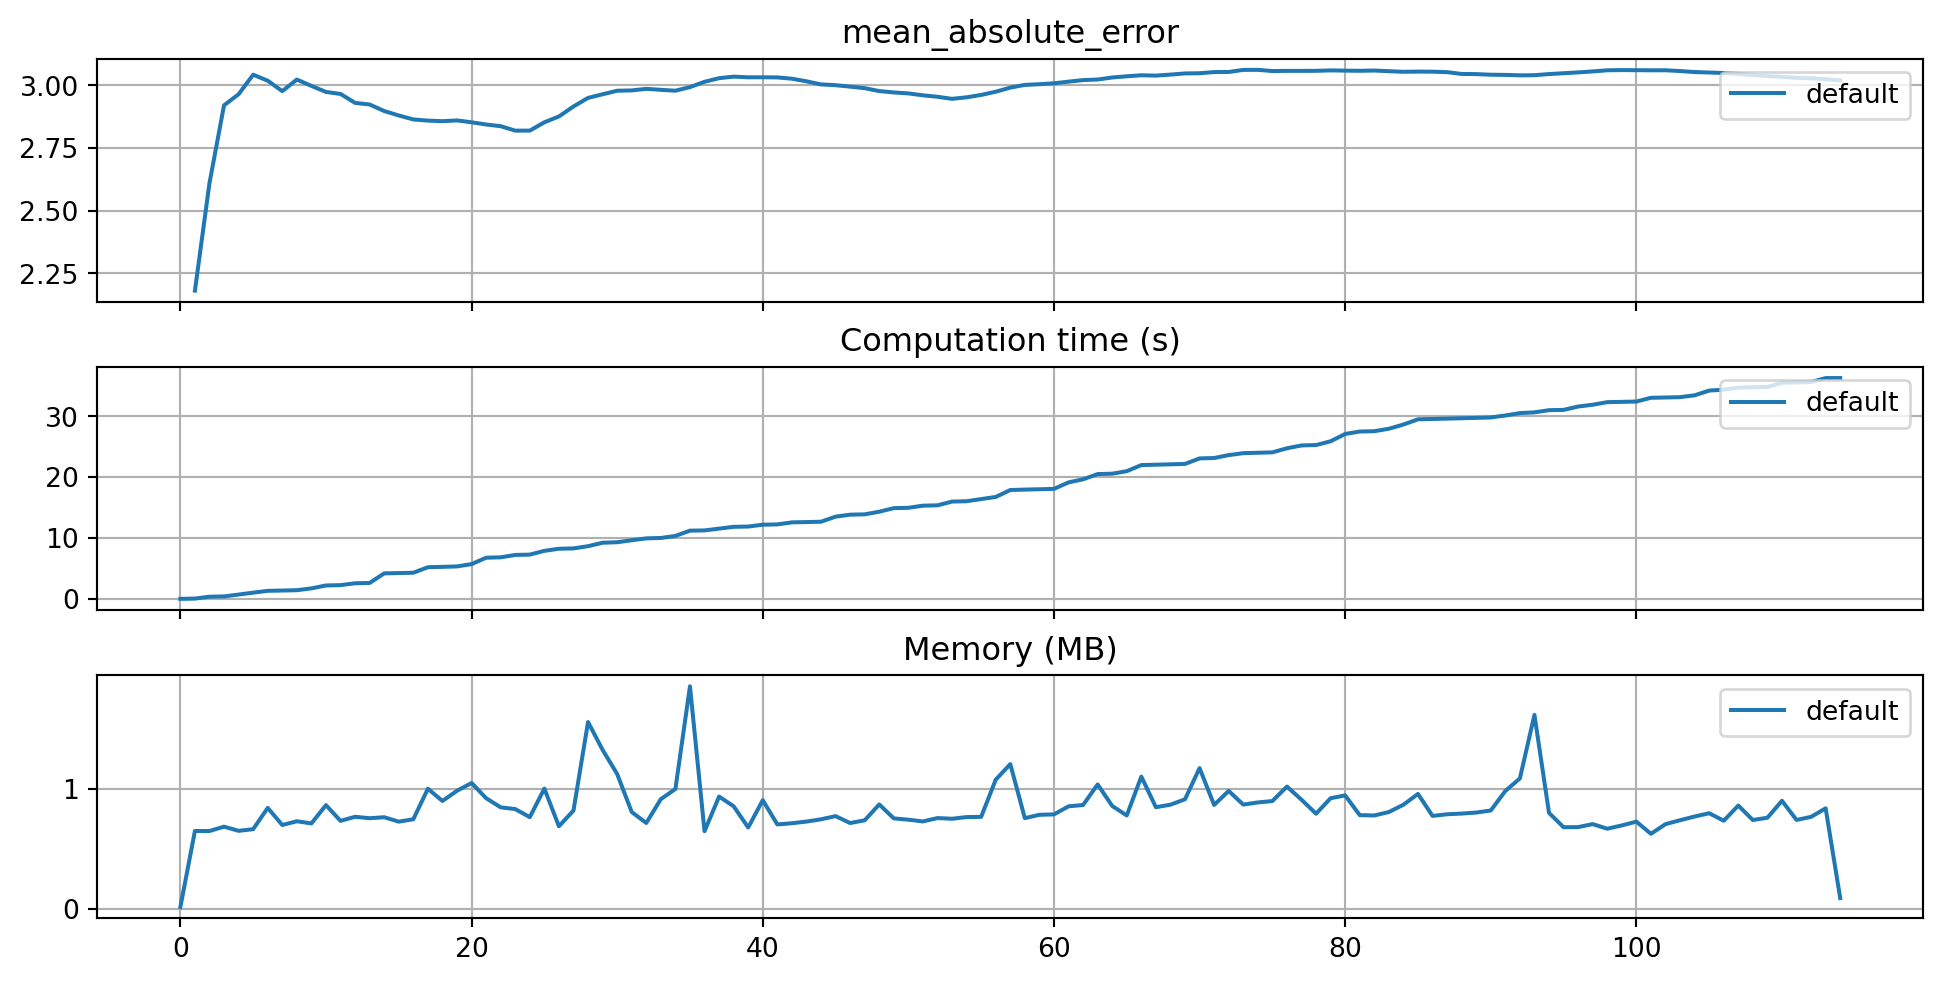 mean_absolute_error
3.00
2.75
2.50
2.25
default
Computation time (s)
30
20
10
0
default
Memory (MB)
1
0
default
0 20 40 60 80 100